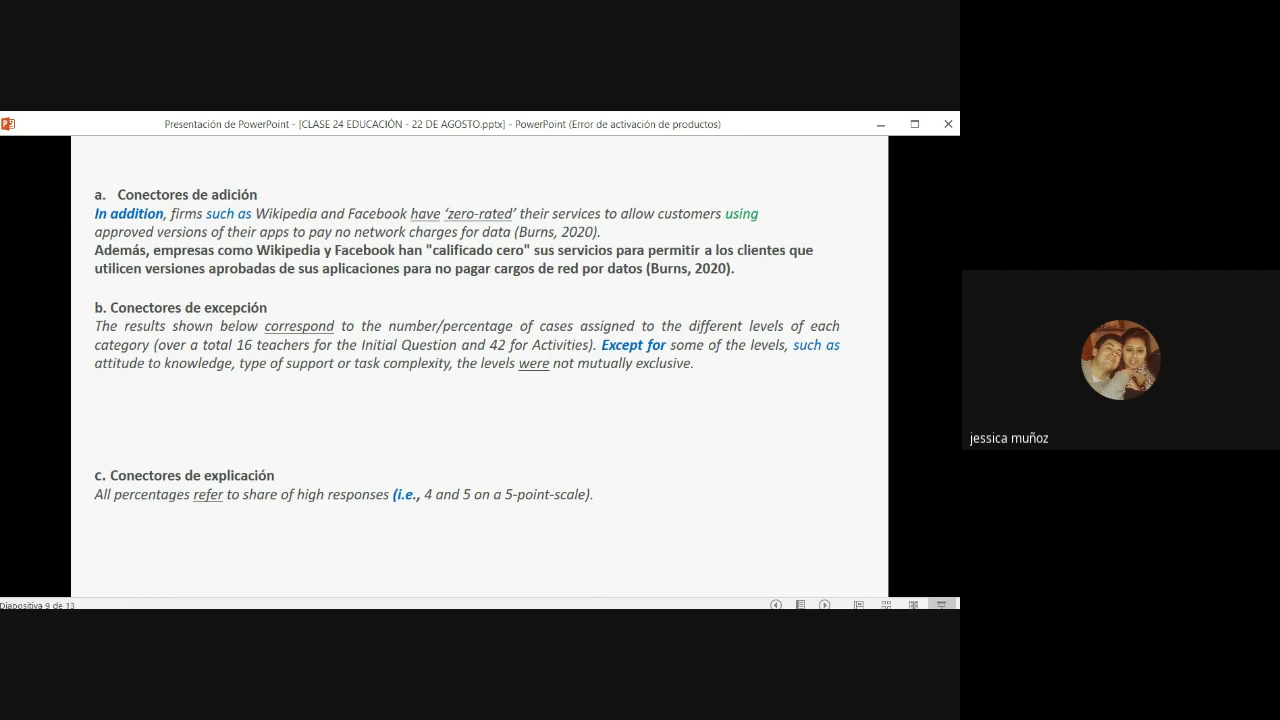 Presentación de PowerPoint - [CLASE 24 EDUCACIÓN - 22 DE AGOSTO.pptx] - PowerPoint (Error de activación de productos)
a. Conectores de adición
In addition, firms such as Wikipedia and Facebook have ‘zero-rated’ their services to allow customers using
approved versions of their apps to pay no network charges for data (Burns, 2020).
Además, empresas como Wikipedia y Facebook han "calificado cero" sus servicios para permitir a los clientes que
utilicen versiones aprobadas de sus aplicaciones para no pagar cargos de red por datos (Burns, 2020).
b. Conectores de excepción
The results shown below correspond to the number/percentage of cases assigned to the different levels of each
category (over a total 16 teachers for the Initial Question and 42 for Activities). Except for some of the levels, such as
attitude to knowledge, type of support or task complexity, the levels were not mutually exclusive.
c. Conectores de explicación
All percentages refer to share of high responses (i.e., 4 and 5 on a 5-point-scale).
jessica muñoz
Diapositiva 9 de 13